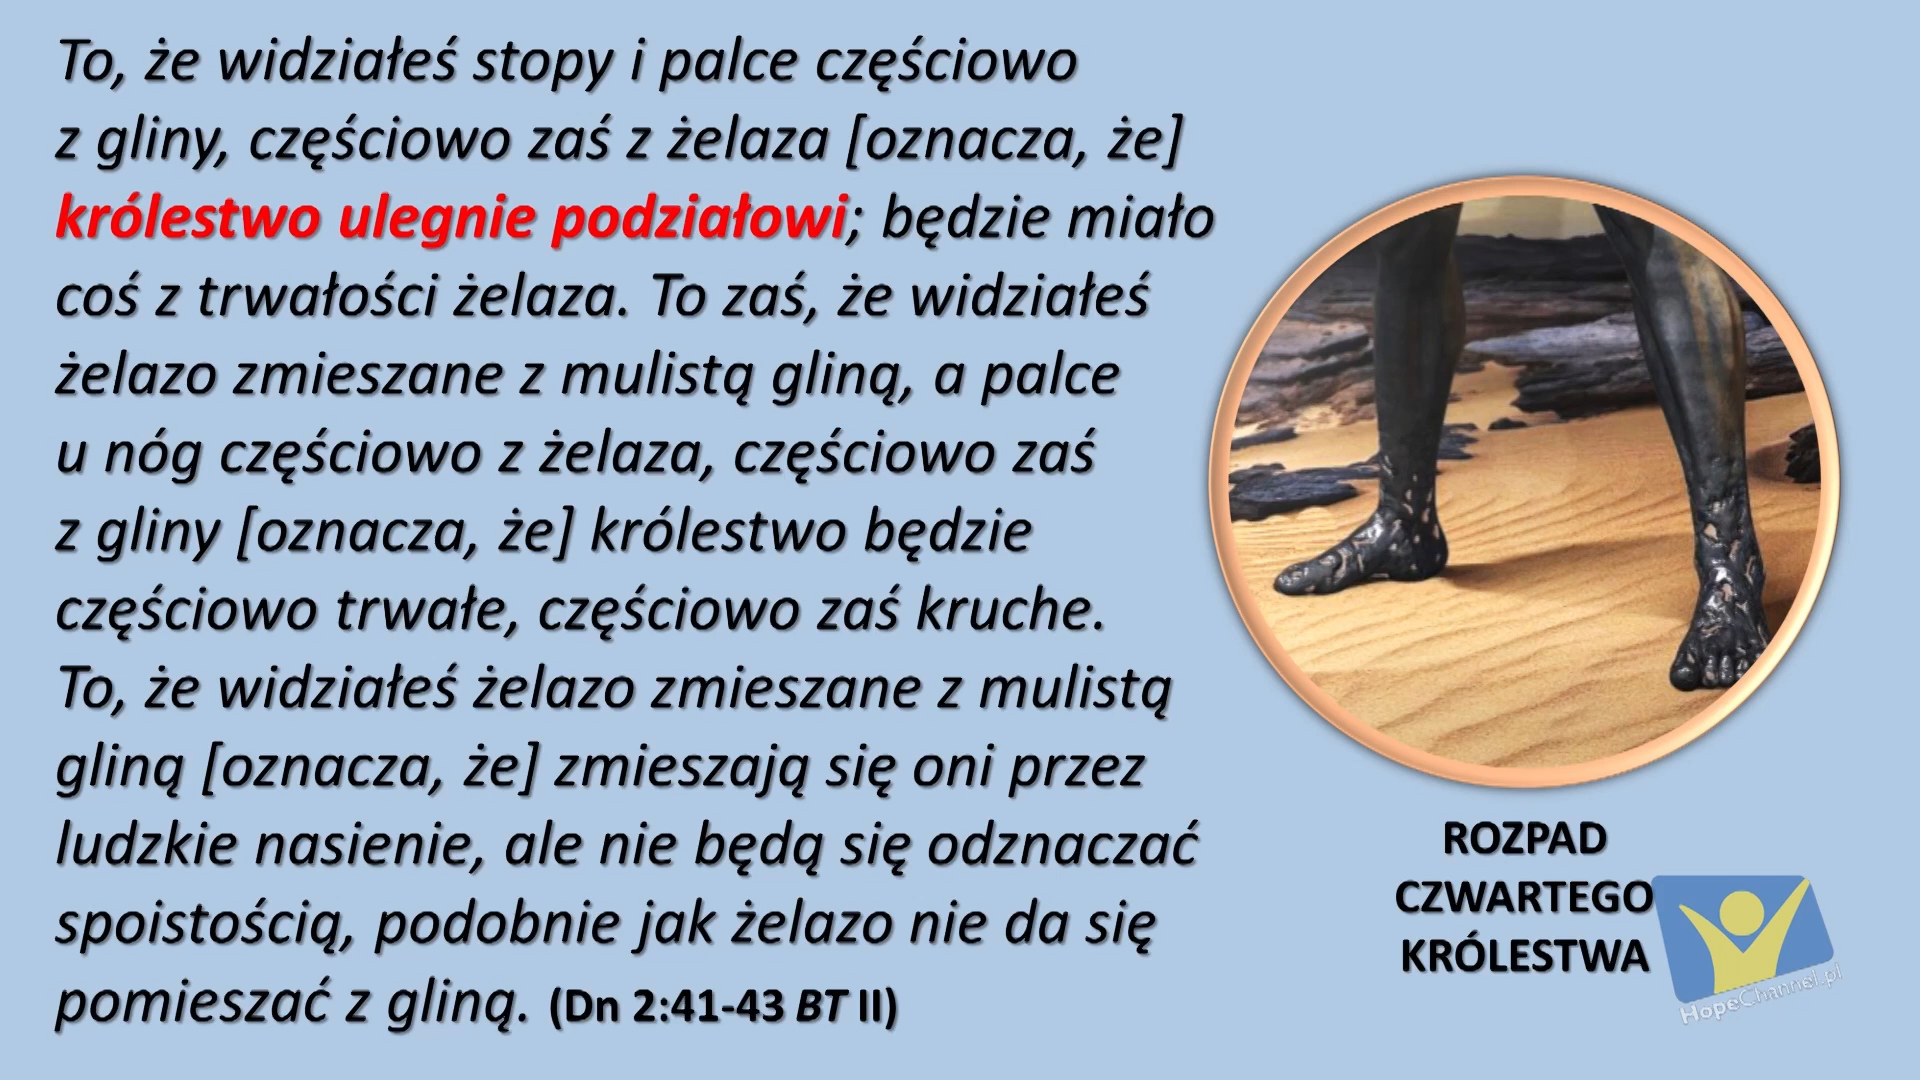 To, że widziałeś stopy i palce częściowo
z gliny, częściowo zaś z żelaza [oznacza, że]
królestwo ulegnie podziałowi; będzie miało
coś z trwałości żelaza. To zaś, że widziałeś
żelazo zmieszane z mulistą gliną, a palce
u nóg częściowo z żelaza, częściowo zaś
z gliny [oznacza, że] królestwo będzie
częściowo trwałe, częściowo zaś kruche.
To, że widziałeś żelazo zmieszane z mulistą
gliną [oznacza, że] zmieszają się oni przez
ludzkie nasienie, ale nie będą się odznaczać
spoistością, podobnie jak żelazo nie da się
pomieszać z gliną. (Dn 2:41-43 BT II)
ROZPAD
CZWARTEGO
KRÓLESTWA
HopeChannel.pl